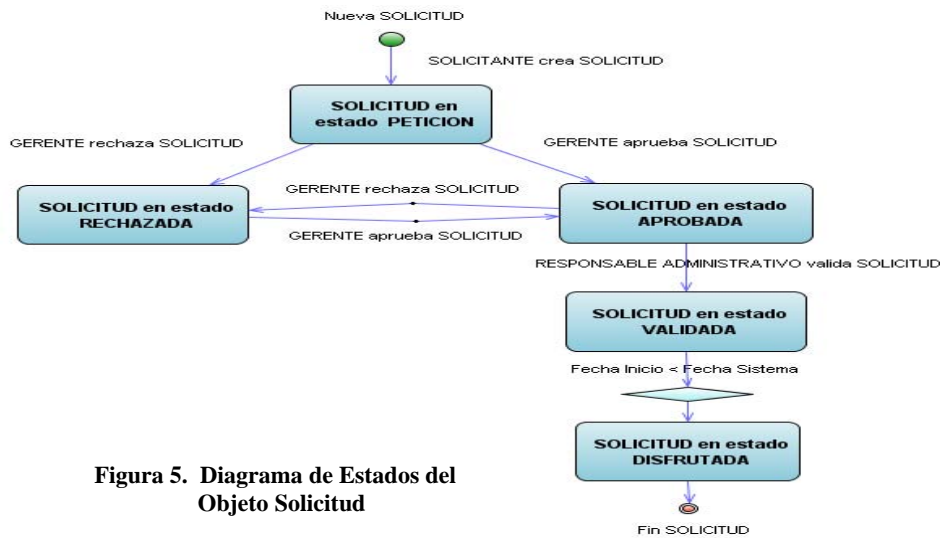 Nueva SOLICITUD
SOLICITANTE crea SOLICITUD
SOLICITUD en
estado PETICION
GERENTE rechaza SOLICITUD
GERENTE aprueba SOLICITUD
GERENTE rechaza SOLICITUD
SOLICITUD en estado
RECHAZADA
SOLICITUD en estado
APROBADA
GERENTE aprueba SOLICITUD
RESPONSABLE ADMINISTRATIVO valida SOLICITUD
SOLICITUD en estado
VALIDADA
Fecha Inicio < Fecha Sistema
SOLICITUD en estado
DISFRUTADA
Figura 5. Diagrama de Estados del
Objeto Solicitud
Fin SOLICITUD